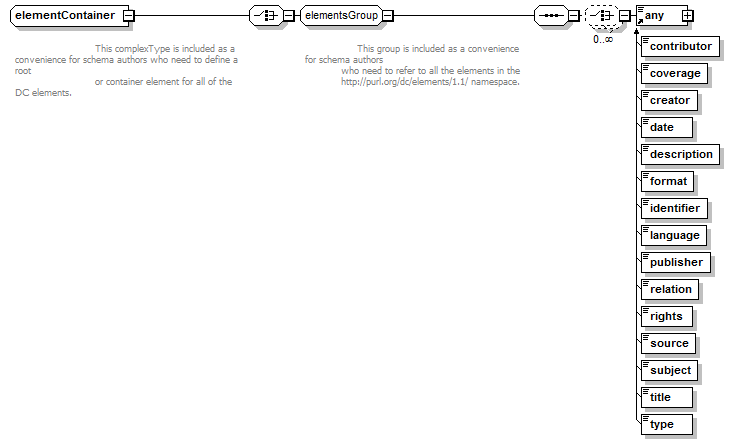 elementContainer
elementsGroup
any
0..∞
This complexType is included as a
convenience for schema authors who need to define a
root
or container element for all of the
DC elements.
This group is included as a convenience
for schema authors
who need to refer to all the elements in the
http://purl.org/dc/elements/1.1/ namespace.
contributor
coverage
creator
date
description
format
identifier
language
publisher
relation
rights
source
subject
title
type